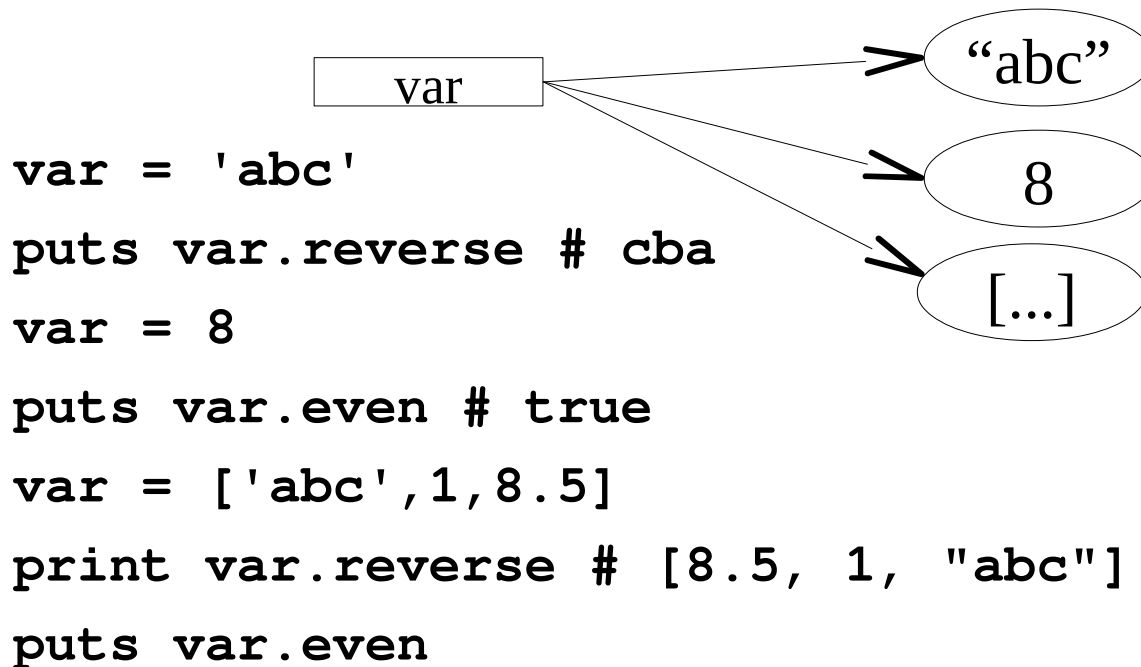 var
“abc”
8
[...]
var = 'abc'
puts var.reverse # cba
var = 8
puts var.even # true
var = ['abc',1,8.5]
print var.reverse # [8.5, 1, "abc"]
puts var.even